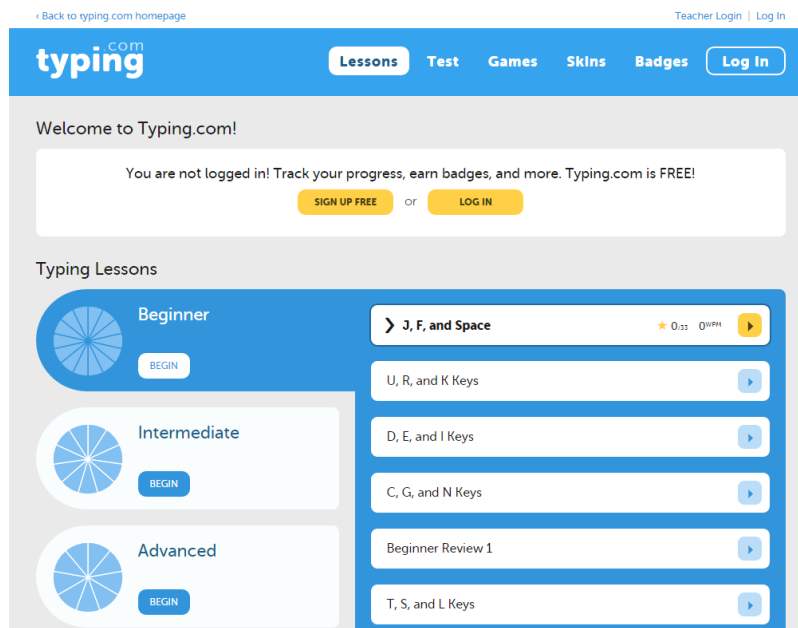 ‹ Back to typing.com homepage
Teacher Login | Log In
typing.com
Lessons Test Games Skins Badges Log In
Welcome to Typing.com!
You are not logged in! Track your progress, earn badges, and more. Typing.com is FREE!
SIGN UP FREE or LOG IN
Typing Lessons
Beginner
BEGIN
Intermediate
BEGIN
Advanced
BEGIN
J, F, and Space 0/33 0WPM
U, R, and K Keys
D, E, and I Keys
C, G, and N Keys
Beginner Review 1
T, S, and L Keys